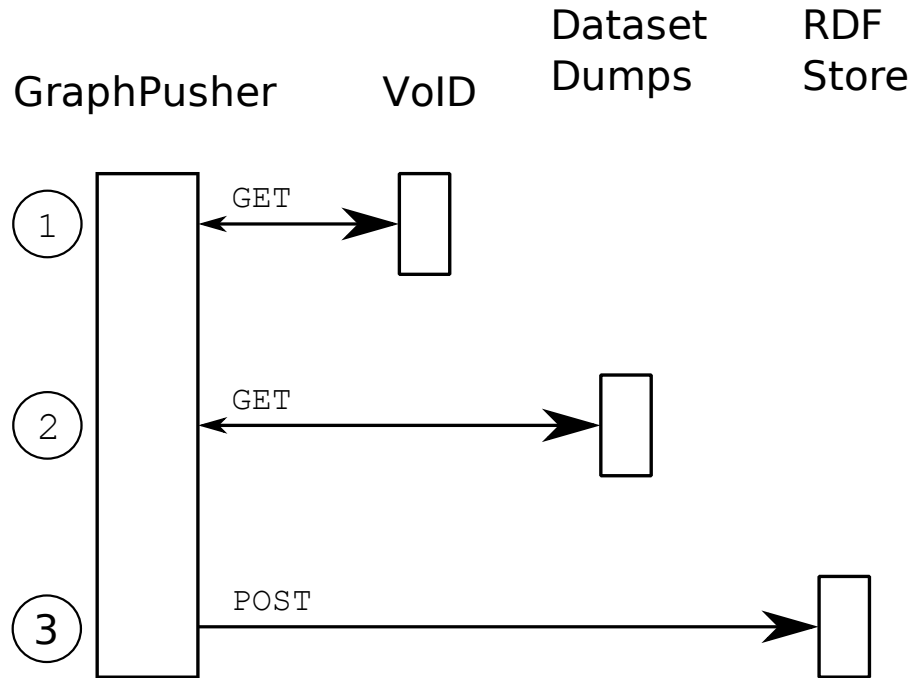 Dataset
Dumps
RDF
Store
GraphPusher
VoID
1
GET
2
GET
3
POST